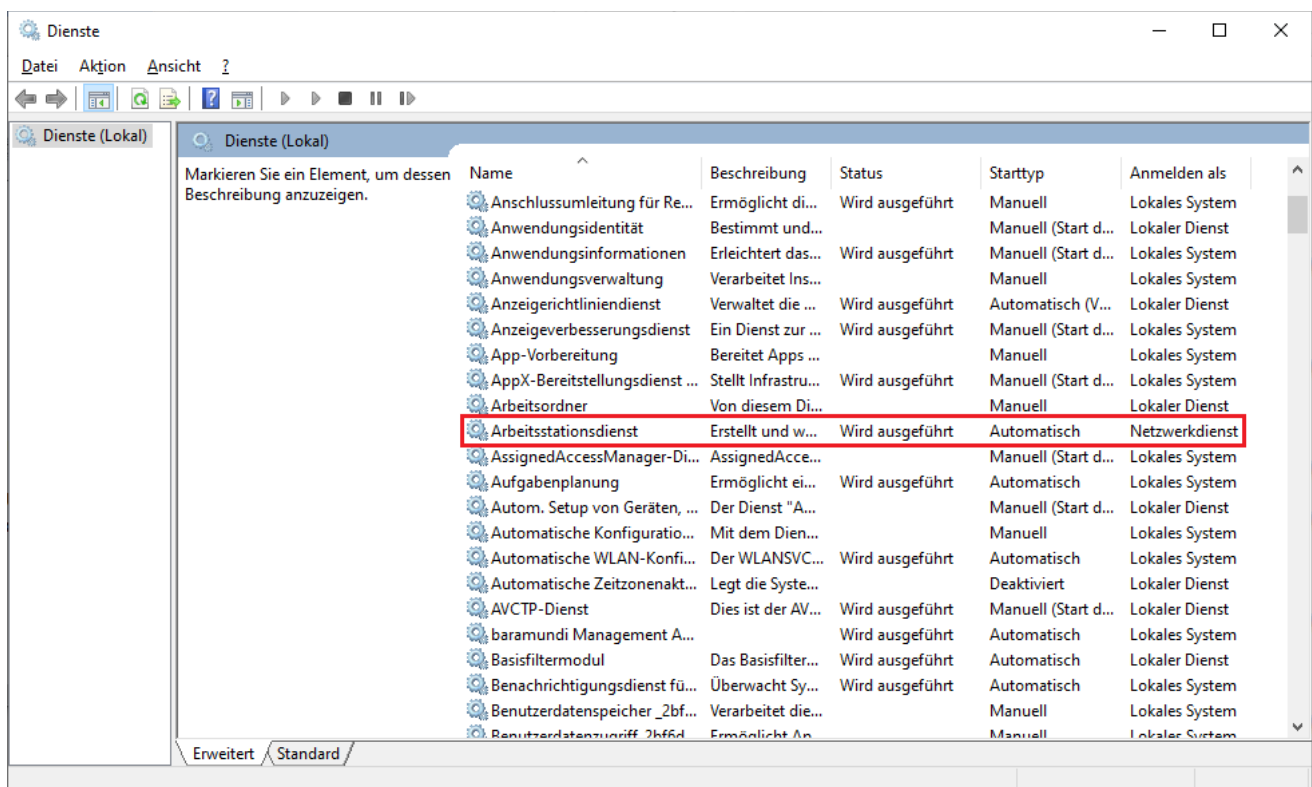 Dienste
Datei Aktion Ansicht ?
Dienste (Lokal)
Dienste (Lokal)
Markieren Sie ein Element, um dessen
Beschreibung anzuzeigen.
Name Beschreibung Status Starttyp Anmelden als
Anschlussumleitung für Re... Ermöglicht di... Wird ausgeführt Manuell Lokales System
Anwendungsidentität Bestimmt und... Manuell (Start d... Lokaler Dienst
Anwendungsinformationen Erleichtert das... Wird ausgeführt Manuell (Start d... Lokales System
Anwendungsverwaltung Verarbeitet Ins... Manuell Lokales System
Anzeigerichtliniendienst Verwaltet die ... Wird ausgeführt Automatisch (V... Lokaler Dienst
Anzeigeverbesserungsdienst Ein Dienst zur ... Wird ausgeführt Manuell (Start d... Lokales System
App-Vorbereitung Bereitet Apps ... Manuell Lokales System
AppX-Bereitstellungsdienst ... Stellt Infrastru... Wird ausgeführt Manuell (Start d... Lokales System
Arbeitsordner Von diesem Di... Manuell Lokaler Dienst
Arbeitsstationsdienst Erstellt und w... Wird ausgeführt Automatisch Netzwerkdienst
AssignedAccessManager-Di... AssignedAcce... Manuell (Start d... Lokales System
Aufgabenplanung Ermöglicht ei... Wird ausgeführt Automatisch Lokales System
Autom. Setup von Geräten, ... Der Dienst "A... Manuell (Start d... Lokaler Dienst
Automatische Konfiguratio... Mit dem Dien... Manuell Lokales System
Automatische WLAN-Konfi... Der WLANSVC... Wird ausgeführt Automatisch Lokales System
Automatische Zeitzonenakt... Legt die Syste... Deaktiviert Lokaler Dienst
AVCTP-Dienst Dies ist der AV... Wird ausgeführt Manuell (Start d... Lokaler Dienst
baramundi Management A... Wird ausgeführt Automatisch Lokales System
Basisfiltermodul Das Basisfilter... Wird ausgeführt Automatisch Lokaler Dienst
Benachrichtigungsdienst fü... Überwacht Sy... Wird ausgeführt Automatisch Lokales System
Benutzerdatenspeicher _2bf... Verarbeitet die... Manuell Lokales System
Benutzerdatenzugriff_2bf6d Ermöglicht An Manuell Lokales System
Erweitert Standard